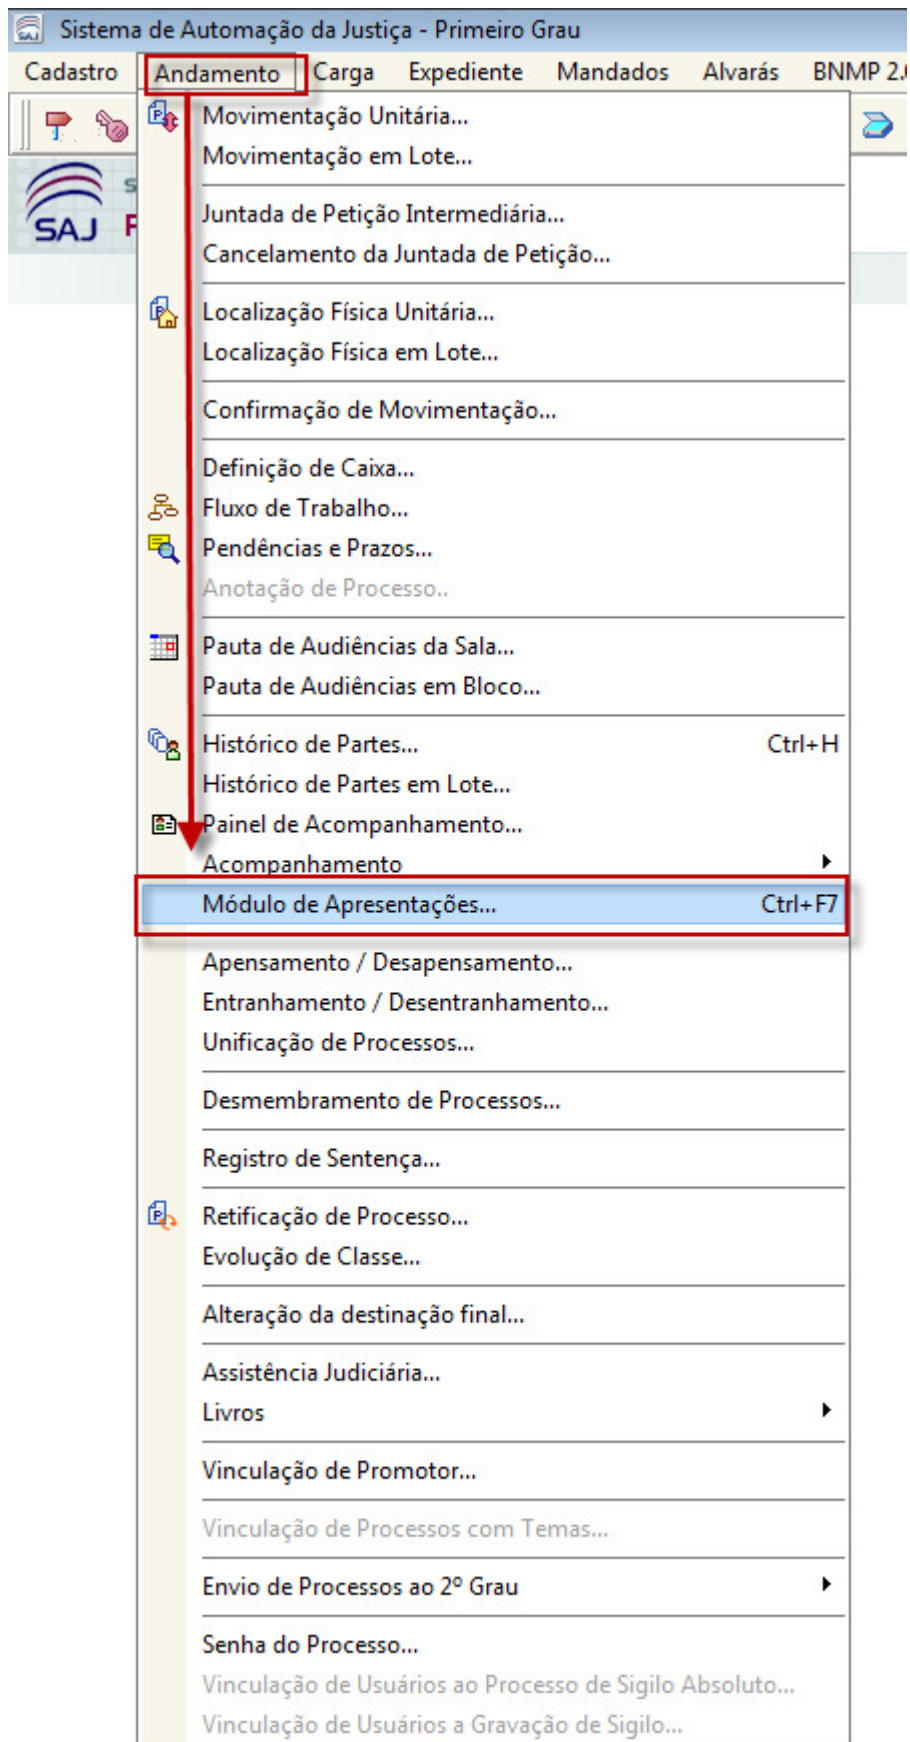 Sistema de Automação da Justiça - Primeiro Grau
Cadastro Andamento Carga Expediente Mandados Alvarás BNMP 2.
Movimentação Unitária...
Movimentação em Lote...
SAJ
Juntada de Petição Intermediária...
Cancelamento da Juntada de Petição...
Localização Física Unitária...
Localização Física em Lote...
Confirmação de Movimentação...
Definição de Caixa...
Fluxo de Trabalho...
Pendências e Prazos...
Anotação de Processo..
Pauta de Audiências da Sala...
Pauta de Audiências em Bloco...
Histórico de Partes... Ctrl+H
Histórico de Partes em Lote...
Painel de Acompanhamento...
Acompanhamento
Módulo de Apresentações... Ctrl+F7
Apensamento / Desapensamento...
Entranhamento / Desentranhamento...
Unificação de Processos...
Desmembramento de Processos...
Registro de Sentença...
Retificação de Processo...
Evolução de Classe...
Alteração da destinação final...
Assistência Judiciária...
Livros
Vinculação de Promotor...
Vinculação de Processos com Temas...
Envio de Processos ao 2º Grau
Senha do Processo...
Vinculação de Usuários ao Processo de Sigilo Absoluto...
Vinculação de Usuários a Gravação de Sigilo...